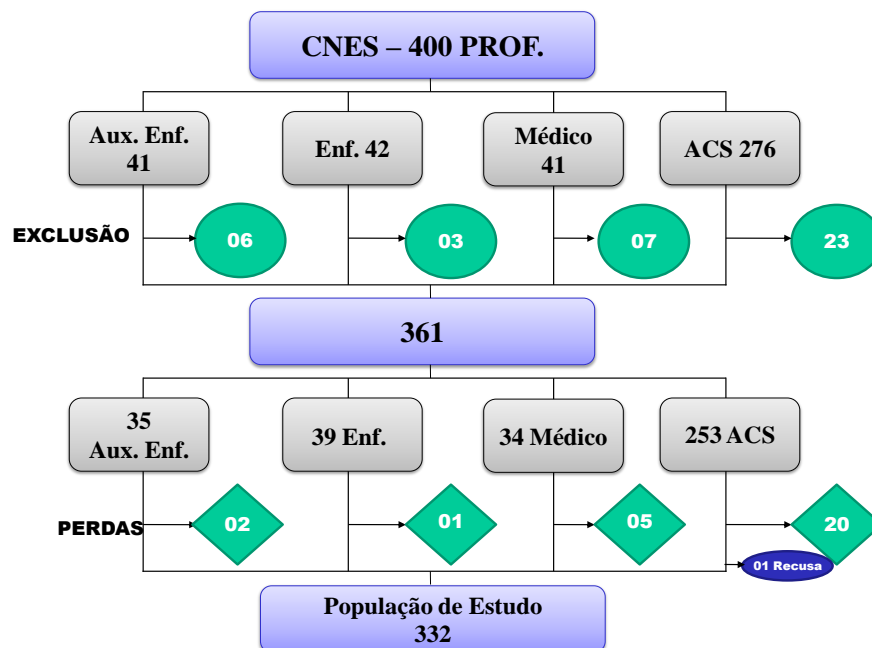 CNES – 400 PROF.
Aux. Enf.
41
Enf. 42
Médico
41
ACS 276
EXCLUSÃO
06
03
07
23
361
35
Aux. Enf.
39 Enf.
34 Médico
253 ACS
PERDAS
02
01
05
20
01 Recusa
População de Estudo
332